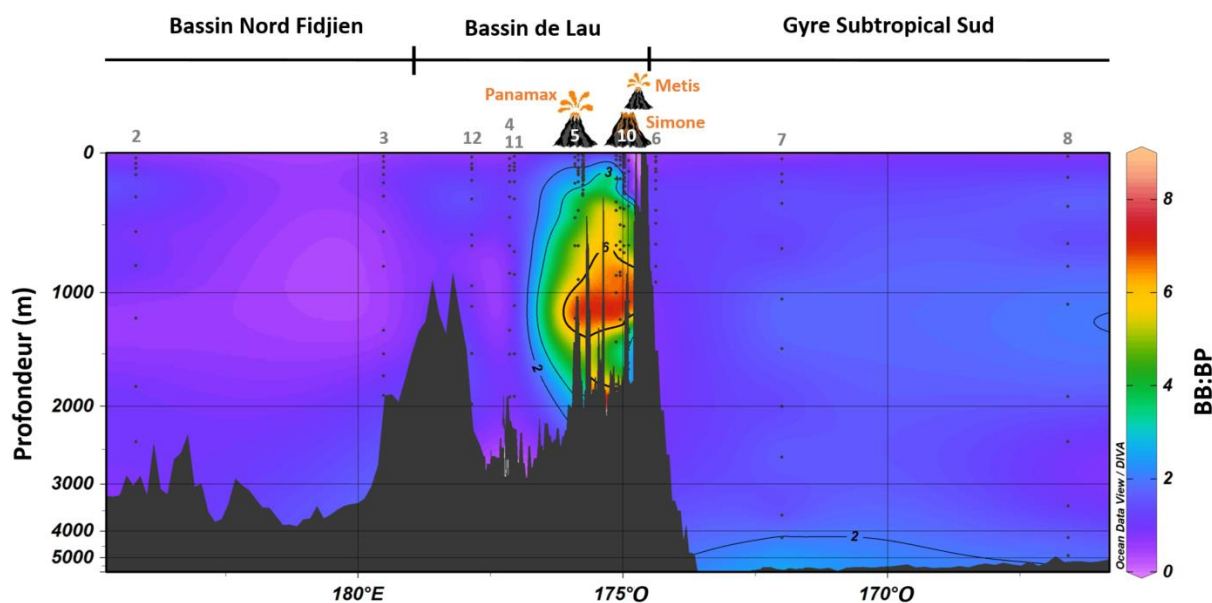 Bassin Nord Fidjien
Bassin de Lau
Gyre Subtropical Sud
Metis
Panamax
Simone
2
3
12
4
11
5
10
6
7
8
0
1000
2000
3000
4000
5000
Profondeur (m)
3
6
2
2
180°E
175°O
170°O
8
6
4
2
0
BB:BP
Ocean Data View / DIVA